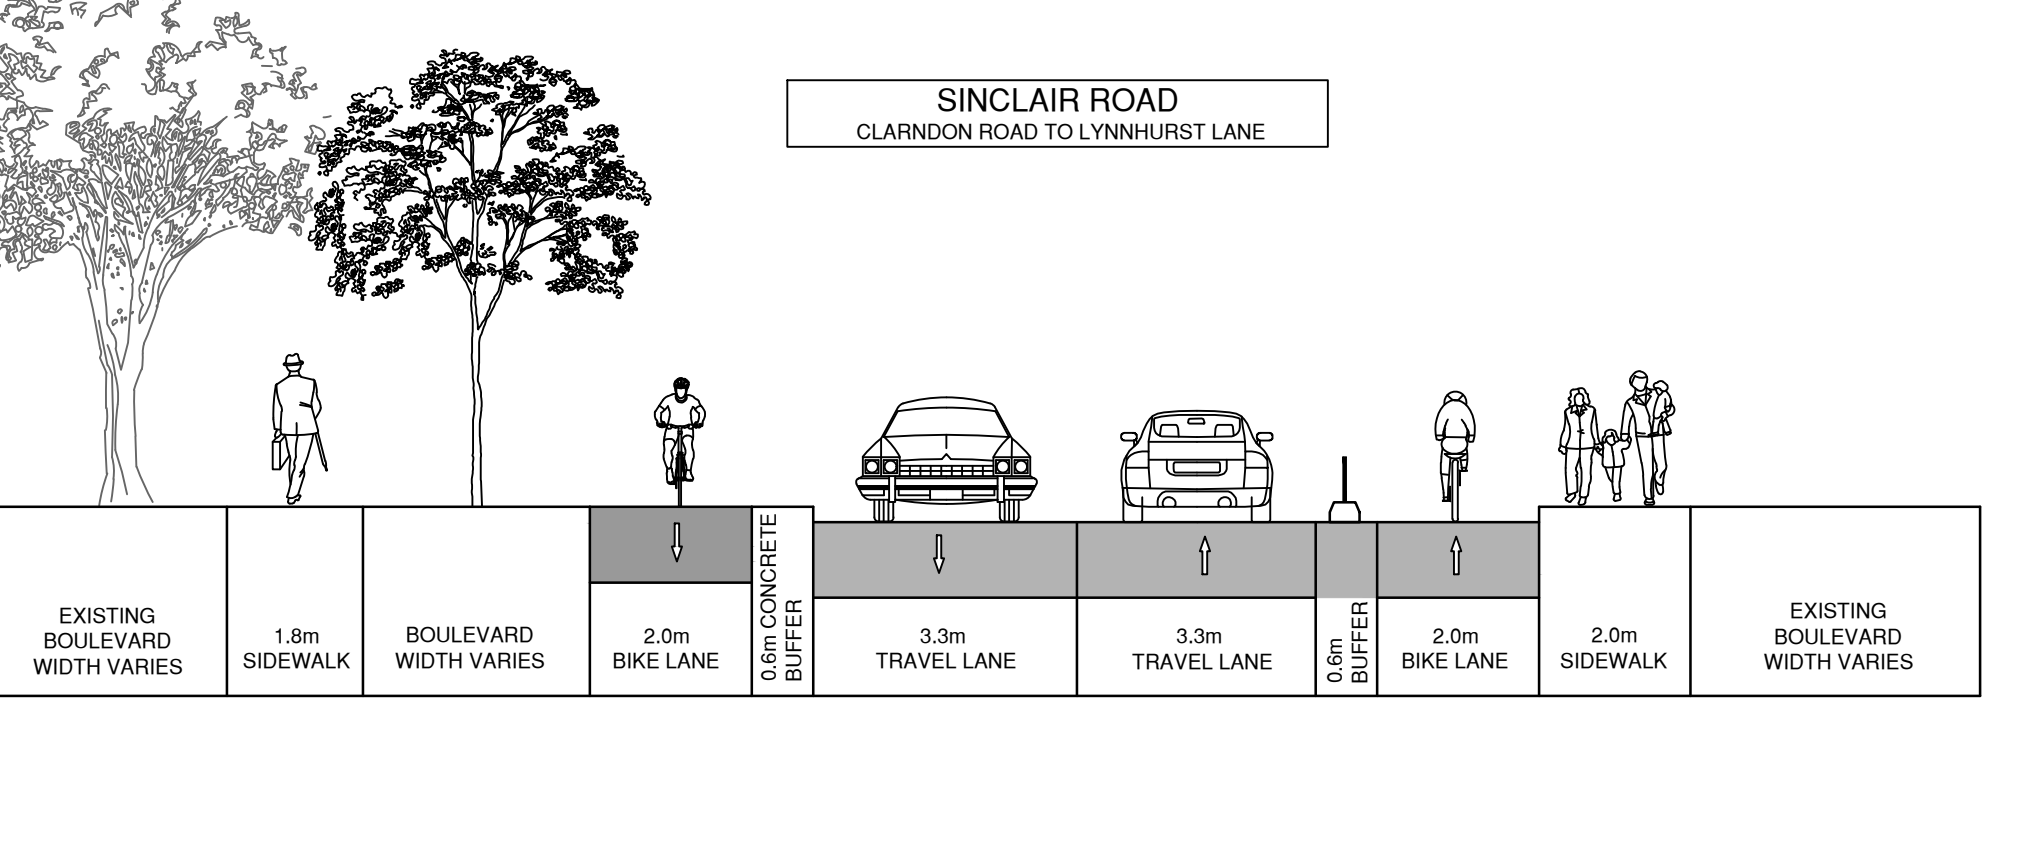 SINCLAIR ROAD
CLARNDON ROAD TO LYNNHURST LANE
EXISTING
BOULEVARD
WIDTH VARIES
1.8m
SIDEWALK
BOULEVARD
WIDTH VARIES
2.0m
BIKE LANE
0.6m CONCRETE
BUFFER
3.3m
TRAVEL LANE
3.3m
TRAVEL LANE
0.6m
BUFFER
2.0m
BIKE LANE
2.0m
SIDEWALK
EXISTING
BOULEVARD
WIDTH VARIES